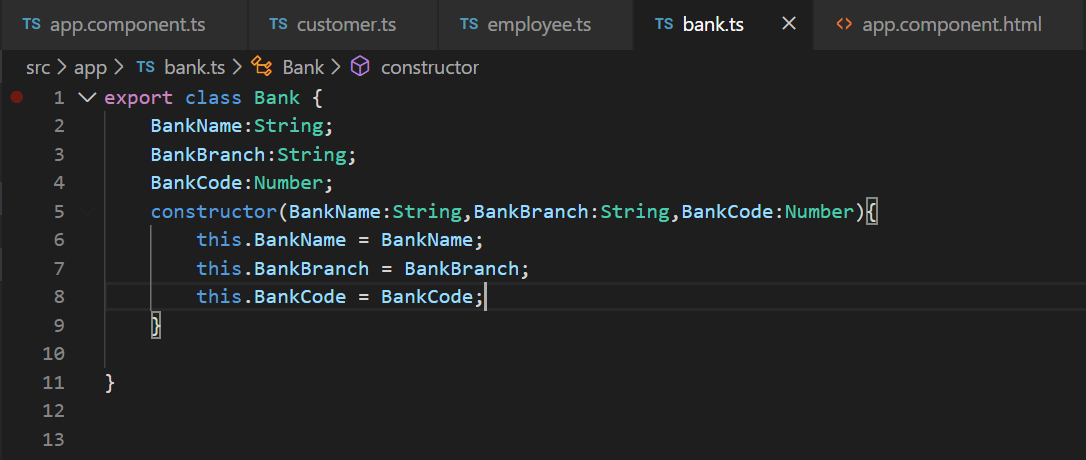 TS app.component.ts TS customer.ts TS employee.ts TS bank.ts × <> app.component.html
src > app > TS bank.ts > Bank > constructor
1 export class Bank {
2 BankName:String;
3 BankBranch:String;
4 BankCode:Number;
5 constructor(BankName:String,BankBranch:String,BankCode:Number){
6 this.BankName = BankName;
7 this.BankBranch = BankBranch;
8 this.BankCode = BankCode;
9 }
10
11 }
12
13